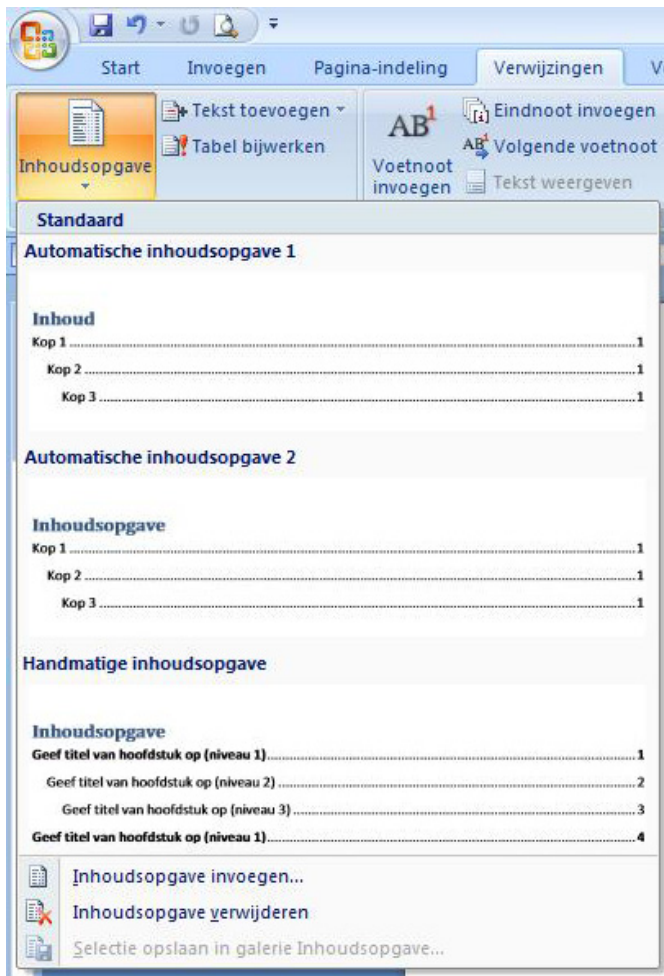 Start Invoegen Pagina-indeling Verwijzingen
Inhoudsopgave
Tekst toevoegen
Tabel bijwerken
AB1
Voetnoot
invoegen
Eindnoot invoegen
AB1 Volgende voetnoot
Tekst weergeven
Standaard
Automatische inhoudsopgave 1
Inhoud
Kop 1 ........ 1
Kop 2 ........ 1
Kop 3 ........ 1
Automatische inhoudsopgave 2
Inhoudsopgave
Kop 1 ........ 1
Kop 2 ........ 1
Kop 3 ........ 1
Handmatige inhoudsopgave
Inhoudsopgave
Geef titel van hoofdstuk op (niveau 1) ........ 1
Geef titel van hoofdstuk op (niveau 2) ........ 2
Geef titel van hoofdstuk op (niveau 3) ........ 3
Geef titel van hoofdstuk op (niveau 1) ........ 4
Inhoudsopgave invoegen...
Inhoudsopgave verwijderen
Selectie opslaan in galerie Inhoudsopgave...